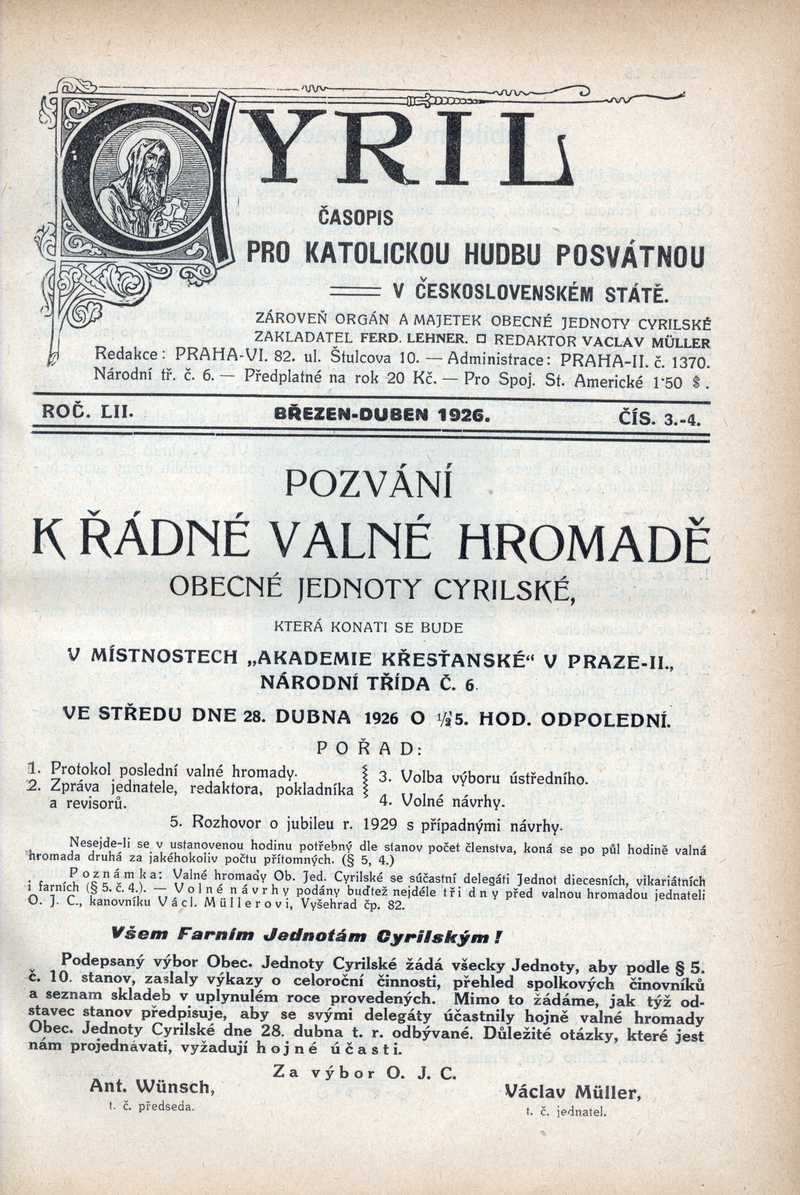 CYRIL
ČASOPIS
PRO KATOLICKOU HUDBU POSVÁTNOU
V ČESKOSLOVENSKÉM STÁTĚ.
ZÁROVEŇ ORGÁN A MAJETEK OBECNÉ JEDNOTY CYRILSKÉ
ZAKLADATEL FERD. LEHNER. □ REDAKTOR VACLAV MÜLLER
Redakce: PRAHA-VI. 82. ul. Štulcova 10. — Administrace: PRAHA-II. č. 1370.
Národní tř. č. 6. — Předplatné na rok 20 Kč. — Pro Spoj. St. Americké 1·50 $.
ROČ. LII. BŘEZEN-DUBEN 1926. ČÍS. 3.-4.
POZVÁNÍ
K ŘÁDNÉ VALNÉ HROMADĚ
OBECNÉ JEDNOTY CYRILSKÉ,
KTERÁ KONATI SE BUDE
V MÍSTNOSTECH „AKADEMIE KŘESŤANSKÉ“ V PRAZE-II.,
NÁRODNÍ TŘÍDA Č. 6.
VE STŘEDU DNE 28. DUBNA 1926 O ½5. HOD. ODPOLEDNÍ.
POŘAD:
1. Protokol poslední valné hromady.
2. Zpráva jednatele, redaktora, pokladníka
a revisorů.
3. Volba výboru ústředního.
4. Volné návrhy.
5. Rozhovor o jubileu r. 1929 s případnými návrhy.
Nesejde-li se v ustanovenou hodinu potřebný dle stanov počet členstva, koná se po půl hodině valná
hromada druhá za jakéhokoliv počtu přítomných. (§ 5, 4.)
Poznámka: Valné hromady Ob. Jed. Cyrilské se súčastní delegáti Jednot diecesních, vikariátních
i farních (§ 5. č. 4.). — Volné návrhy podány buďtež nejdéle tři dny před valnou hromadou jednateli
O. J. C., kanovníku Václ. Müllerovi, Vyšehrad čp. 82.
Všem Farním Jednotám Cyrilským!
Podepsaný výbor Obec. Jednoty Cyrilské žádá všecky Jednoty, aby podle § 5.
č. 10. stanov, zaslaly výkazy o celoroční činnosti, přehled spolkových činovníků
a seznam skladeb v uplynulém roce provedených. Mimo to žádáme, jak týž od-
stavec stanov předpisuje, aby se svými delegáty účastnily hojně valné hromady
Obec. Jednoty Cyrilské dne 28. dubna t. r. odbývané. Důležité otázky, které jest
nám projednávati, vyžadují hojné účasti.
Za výbor O. J. C.
Ant. Wünsch,
t. č. předseda.
Václav Müller,
t. č. jednatel.